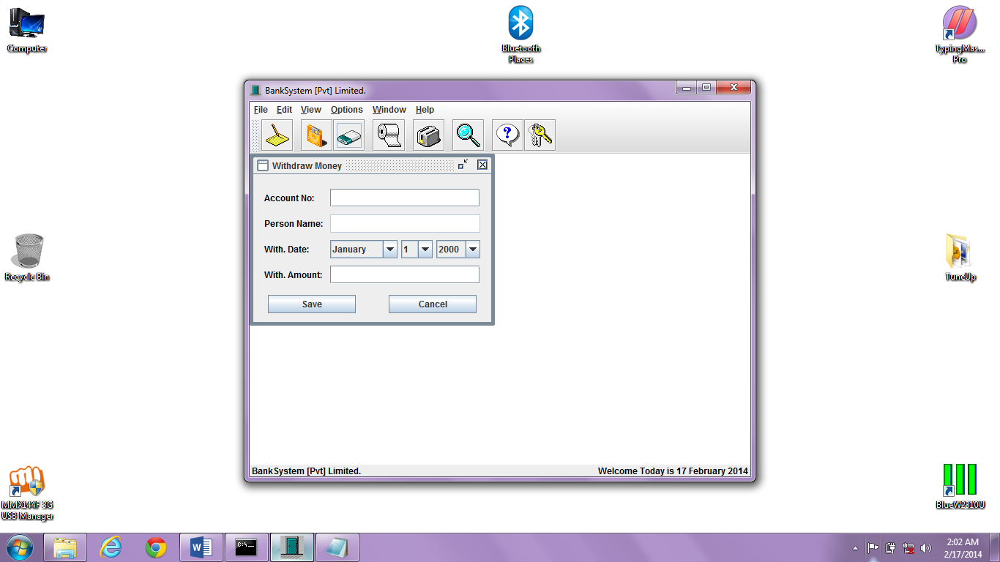 Computer
Bluetooth
Places
TypingMas...
Pro
BankSystem [Pvt] Limited.
File Edit View Options Window Help
Withdraw Money
Account No:
Person Name:
With. Date: January 1 2000
With. Amount:
Save Cancel
Recycle Bin
TuneUp
BankSystem [Pvt] Limited. Welcome Today is 17 February 2014
MMX144F 3G
USB Manager
BlueW2310U
C:\_
2:02 AM
2/17/2014